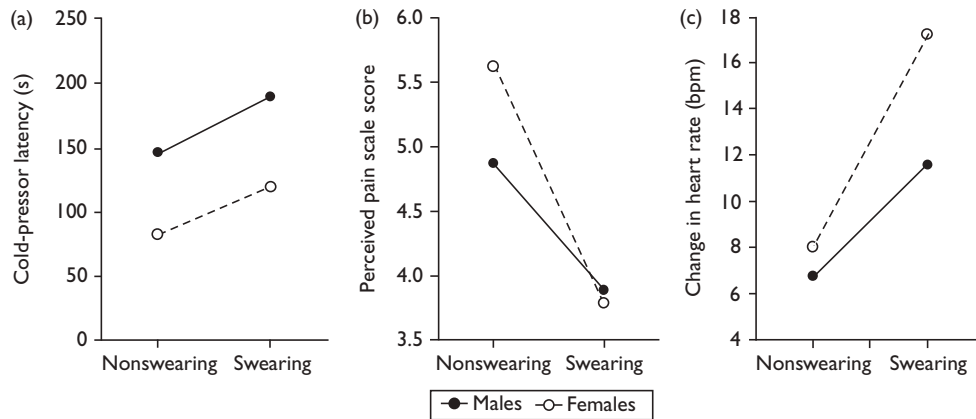 (a)
Cold-pressor latency (s)
250
200
150
100
50
0
Nonswearing Swearing
(b)
Perceived pain scale score
6.0
5.5
5.0
4.5
4.0
3.5
Nonswearing Swearing
(c)
Change in heart rate (bpm)
18
16
14
12
10
8
6
4
Nonswearing Swearing
Males Females